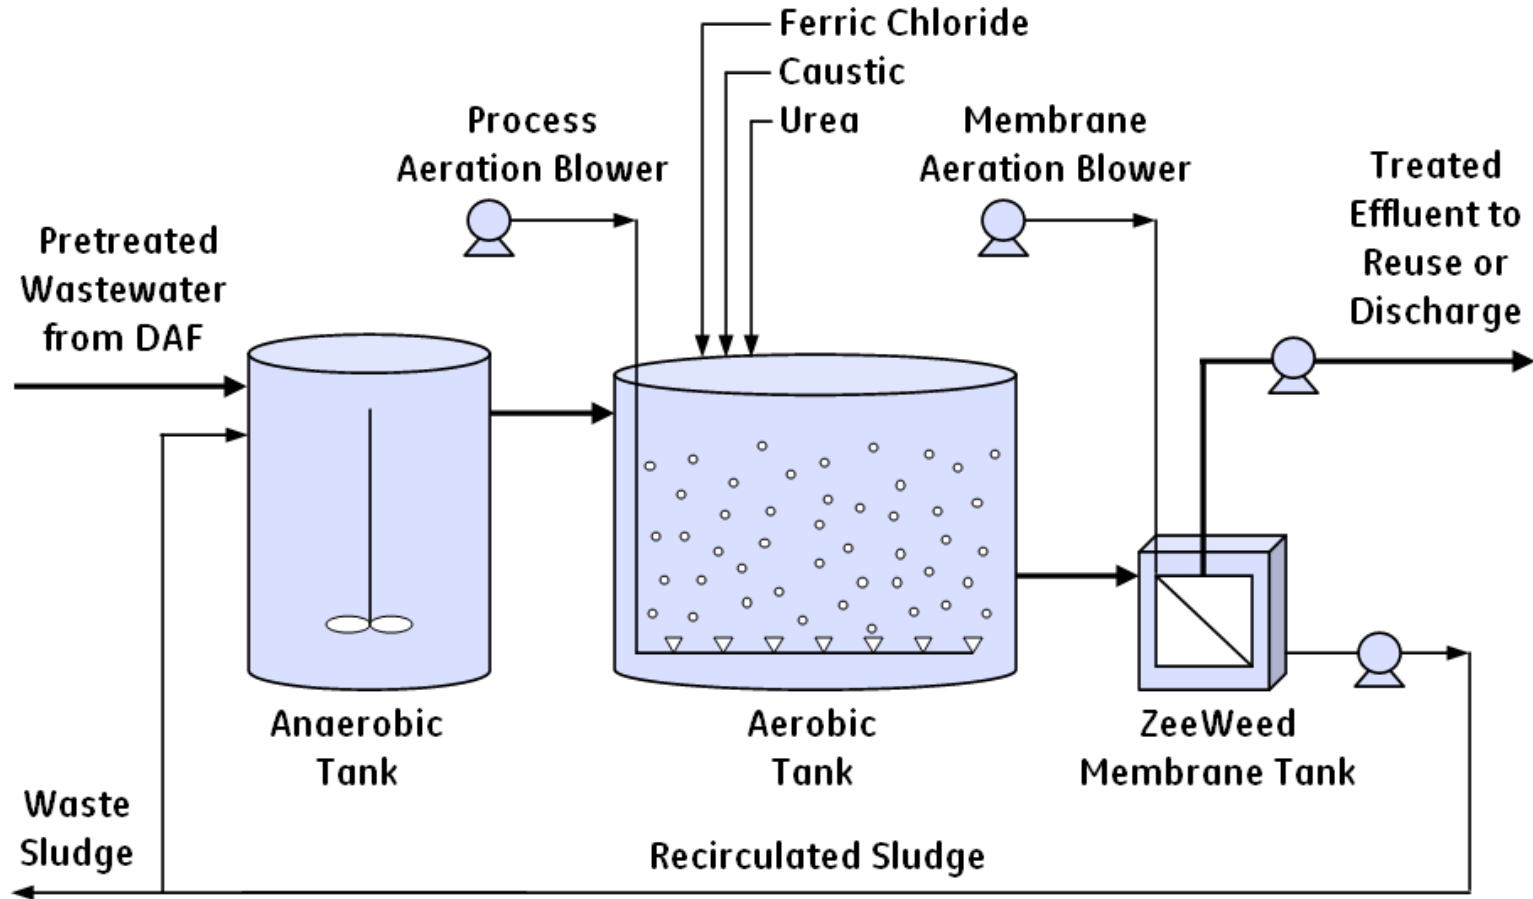 Ferric Chloride
Caustic
Urea
Process
Aeration Blower
Membrane
Aeration Blower
Treated
Effluent to
Reuse or
Discharge
Pretreated
Wastewater
from DAF
Anaerobic
Tank
Aerobic
Tank
ZeeWeed
Membrane Tank
Waste
Sludge
Recirculated Sludge